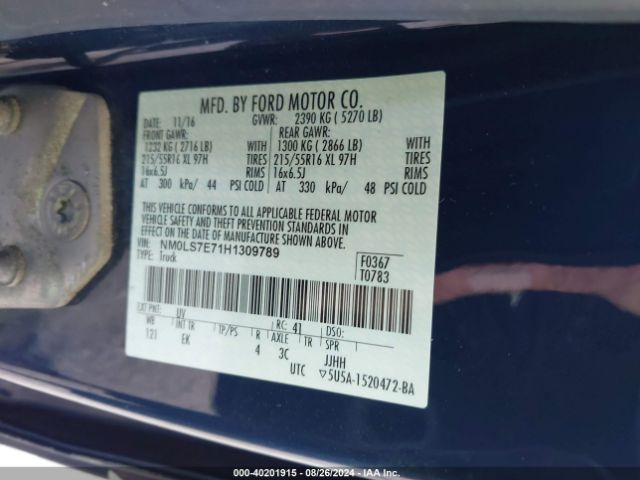 MFD. BY FORD MOTOR CO.
DATE: 11/16 GVWR: 2390 KG ( 5270 LB)
FRONT GAWR: REAR GAWR:
1232 KG ( 2716 LB) WITH 1300 KG ( 2866 LB) WITH
215/55R16 XL 97H TIRES 215/55R16 XL 97H TIRES
16x6.5J RIMS 16x6.5J RIMS
AT 300 kPa/ 44 PSI COLD AT 330 kPa/ 48 PSI COLD
THIS VEHICLE CONFORMS TO ALL APPLICABLE FEDERAL MOTOR
VEHICLE SAFETY AND THEFT PREVENTION STANDARDS IN
EFFECT ON THE DATE OF MANUFACTURE SHOWN ABOVE.
VIN: NM0LS7E71H1309789 F0367
TYPE: Truck T0783
EXT PNT: UV RC: 41 DSO:
WB INT TR TP/PS R AXLE TR SPR
121 EK 4 3C JJHH
UTC ▽5U5A-1520472-BA
000-40201915 - 08/26/2024 - IAA Inc.